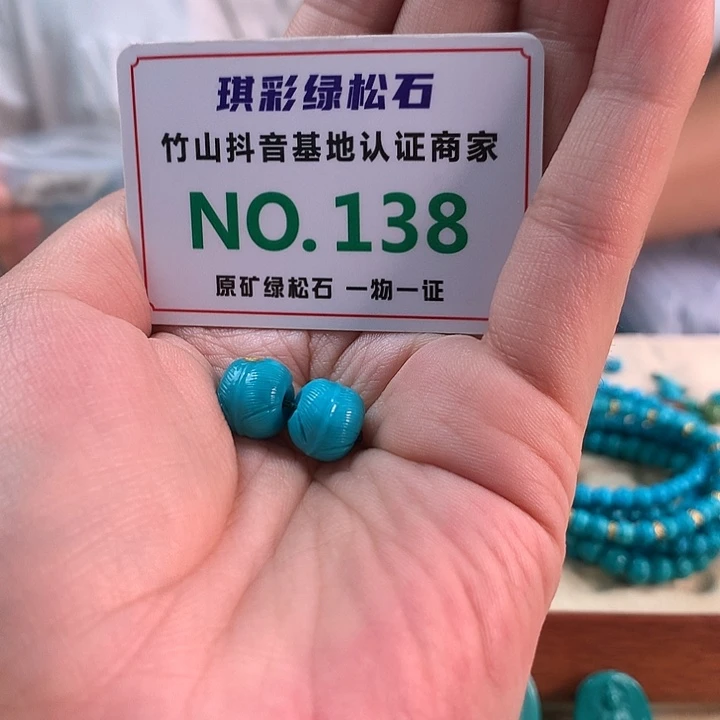 琪彩绿松石
竹山抖音基地认证商家
NO.138
原矿绿松石 一物一证